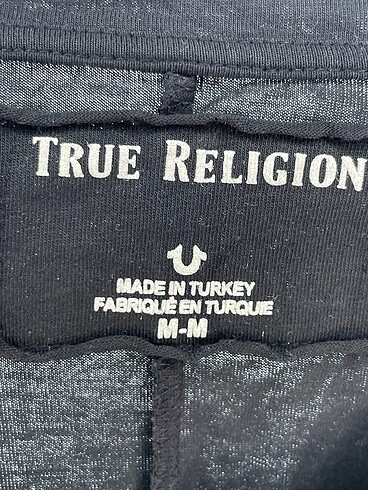 TRUE RELIGION
MADE IN TURKEY
FABRIQUÉ EN TURQUIE
M-M